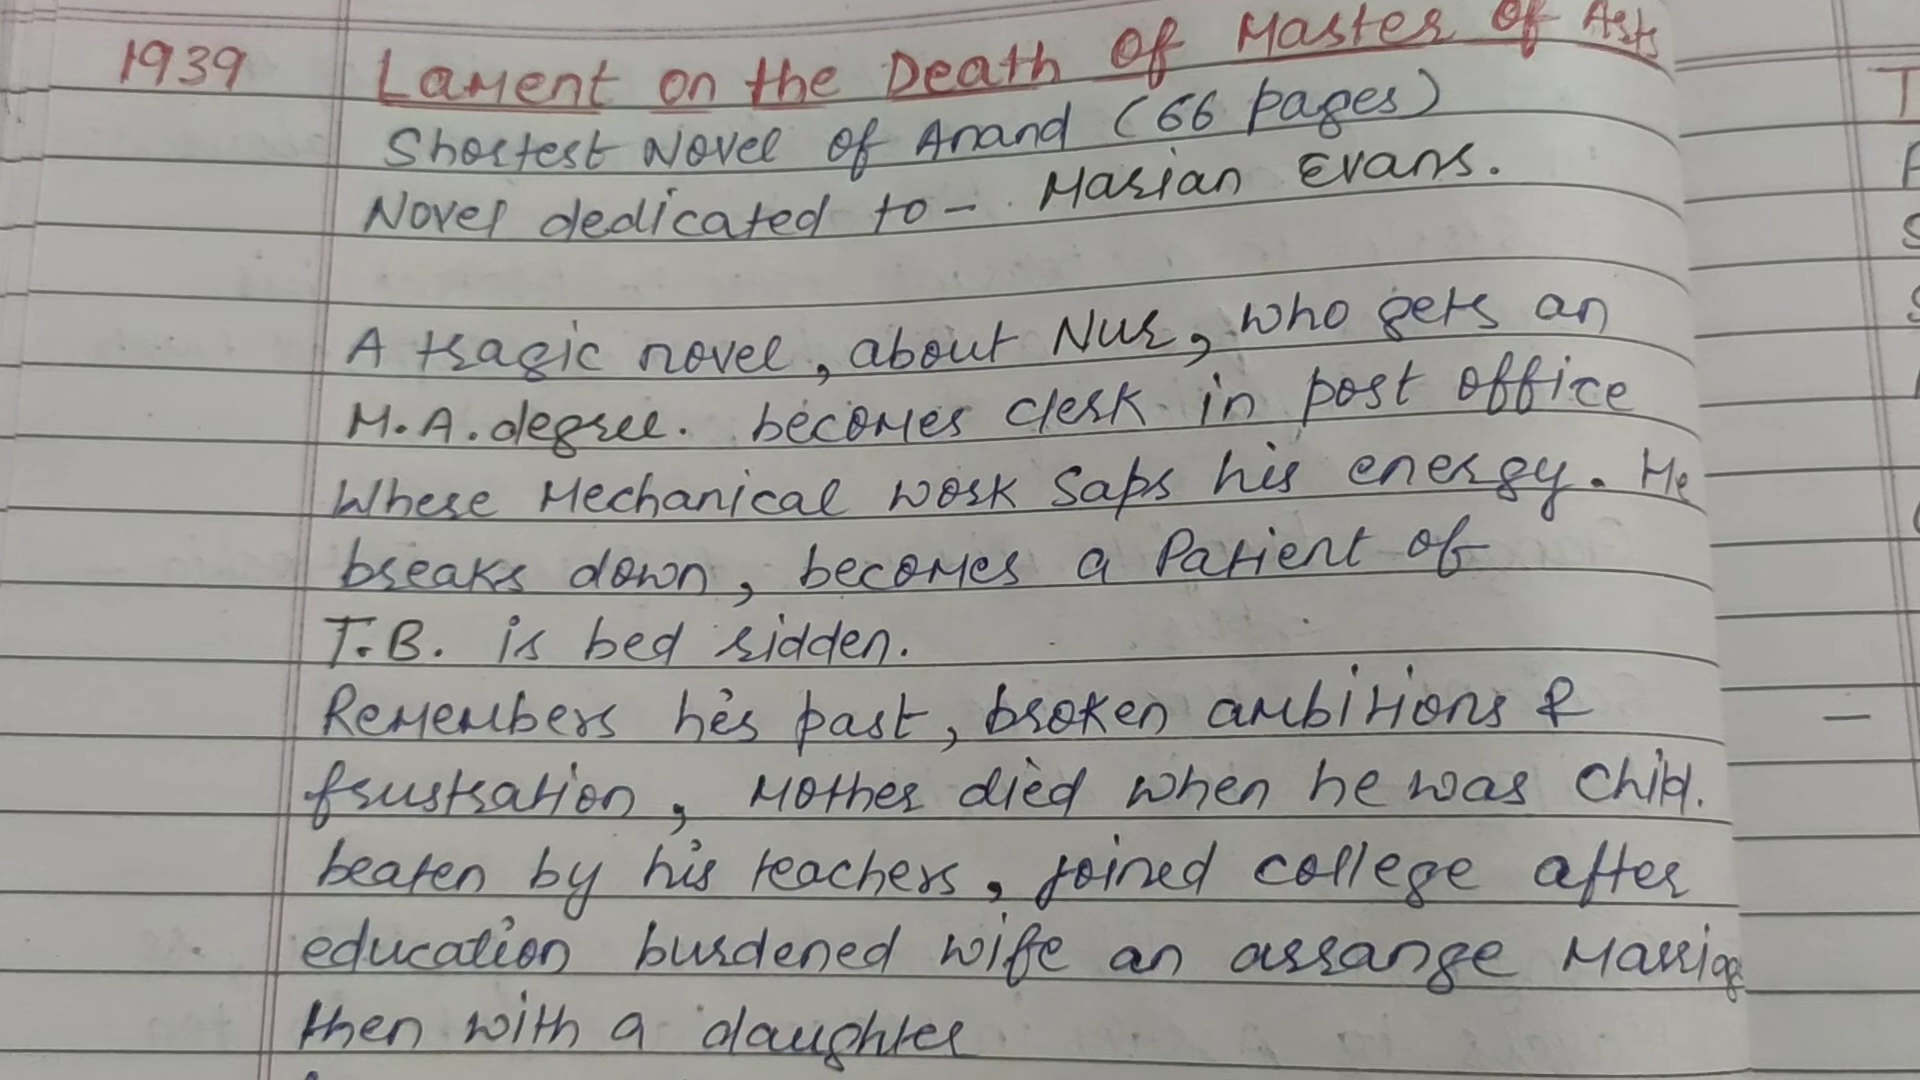 1939 Lament on the Death Of Master Of Arts
Shortest Novel of Anand (66 pages)
Novel dedicated to - Marian Evans.
A tragic novel, about Nur, who gets an
M.A. degree. becomes clerk in post office
Where Mechanical work Saps his energy. He
breaks down, becomes a Patient of
T.B. is bed ridden.
Remembers his past, broken ambitions &
frustration, Mother died when he was child.
beaten by his teachers, joined college after
education burdened wife an arrange Marriage
then with a daughter